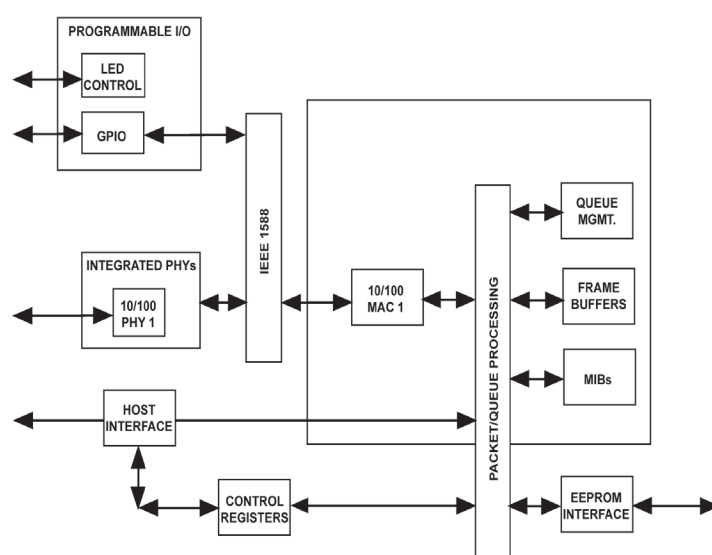 PROGRAMMABLE I/O
LED
CONTROL
GPIO
IEEE 1588
INTEGRATED PHYs
10/100
PHY 1
10/100
MAC 1
PACKET/QUEUE PROCESSING
QUEUE
MGMT.
FRAME
BUFFERS
MIBs
HOST
INTERFACE
CONTROL
REGISTERS
EEPROM
INTERFACE